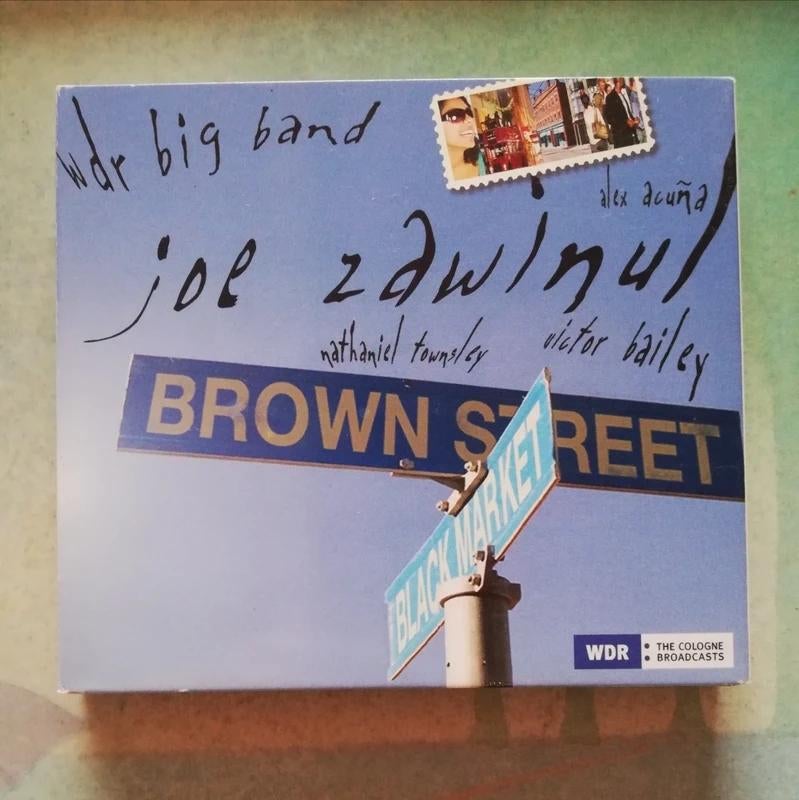 wdr big band
alex acuña
joe zawinul
nathaniel townsley
victor bailey
BROWN STREET
BLACK MARKET
WDR
THE COLOGNE
BROADCASTS